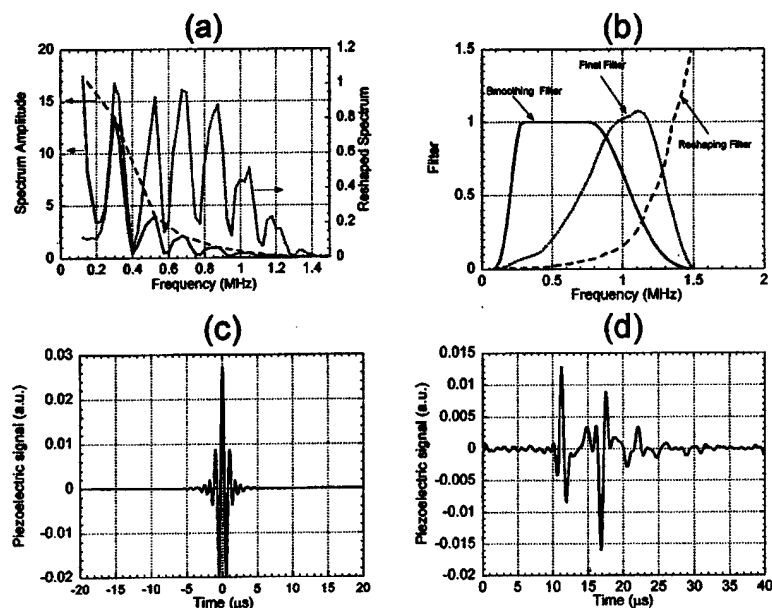 (a)
20
15
10
5
0
Spectrum Amplitude
1.2
1
0.8
0.6
0.4
0.2
0
Reshaped Spectrum
0 0.2 0.4 0.6 0.8 1.0 1.2 1.4
Frequency (MHz)
(b)
1.5
1
0.5
0
Filter
Smoothing Filter
Final Filter
Reshaping Filter
0 0.5 1 1.5 2
Frequency (MHz)
(c)
0.03
0.02
0.01
0
-0.01
-0.02
Piezoelectric signal (a.u.)
-20 -15 -10 -5 0 5 10 15 20
Time (µs)
(d)
0.015
0.01
0.005
0
-0.005
-0.01
-0.015
-0.02
Piezoelectric signal (a.u.)
0 5 10 15 20 25 30 35 40
Time (µs)